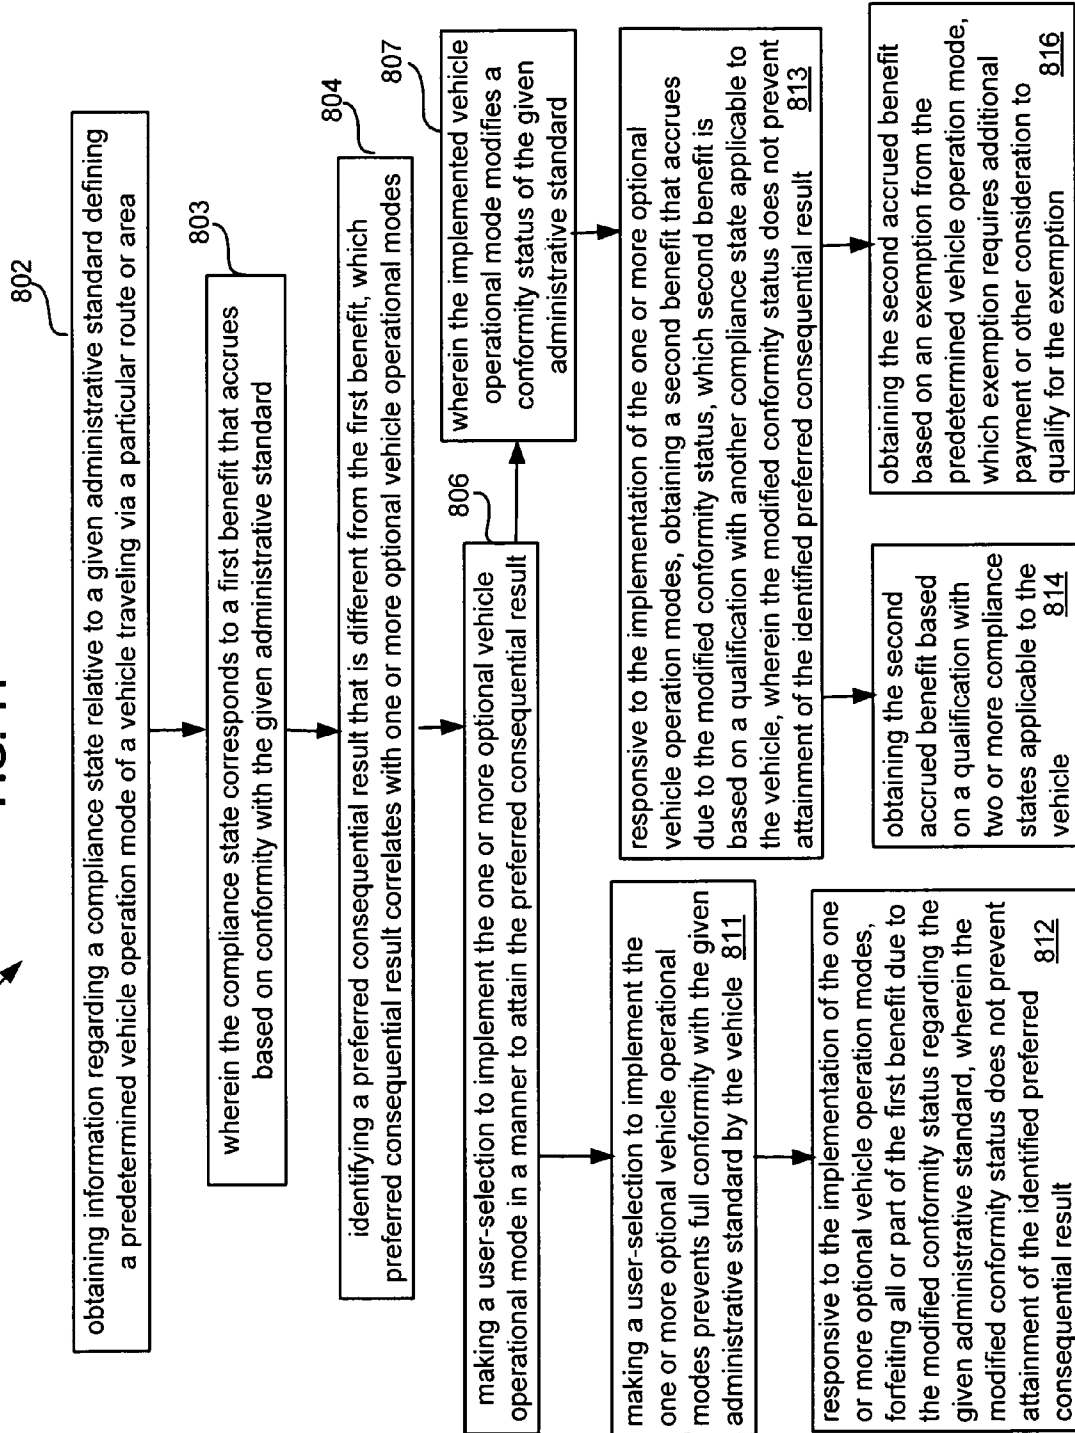 802
obtaining information regarding a compliance state relative to a given administrative standard defining
a predetermined vehicle operation mode of a vehicle traveling via a particular route or area
803
wherein the compliance state corresponds to a first benefit that accrues
based on conformity with the given administrative standard
804
identifying a preferred consequential result that is different from the first benefit, which
preferred consequential result correlates with one or more optional vehicle operational modes
806
making a user-selection to implement the one or more optional vehicle
operational mode in a manner to attain the preferred consequential result
807
wherein the implemented vehicle
operational mode modifies a
conformity status of the given
administrative standard
making a user-selection to implement the
one or more optional vehicle operational
modes prevents full conformity with the given
administrative standard by the vehicle 811
responsive to the implementation of the one
or more optional vehicle operation modes,
forfeiting all or part of the first benefit due to
the modified conformity status regarding the
given administrative standard, wherein the
modified conformity status does not prevent
attainment of the identified preferred
consequential result 812
responsive to the implementation of the one or more optional
vehicle operation modes, obtaining a second benefit that accrues
due to the modified conformity status, which second benefit is
based on a qualification with another compliance state applicable to
the vehicle, wherein the modified conformity status does not prevent
attainment of the identified preferred consequential result 813
obtaining the second
accrued benefit based
on a qualification with
two or more compliance
states applicable to the
vehicle 814
obtaining the second accrued benefit
based on an exemption from the
predetermined vehicle operation mode,
which exemption requires additional
payment or other consideration to
qualify for the exemption 816